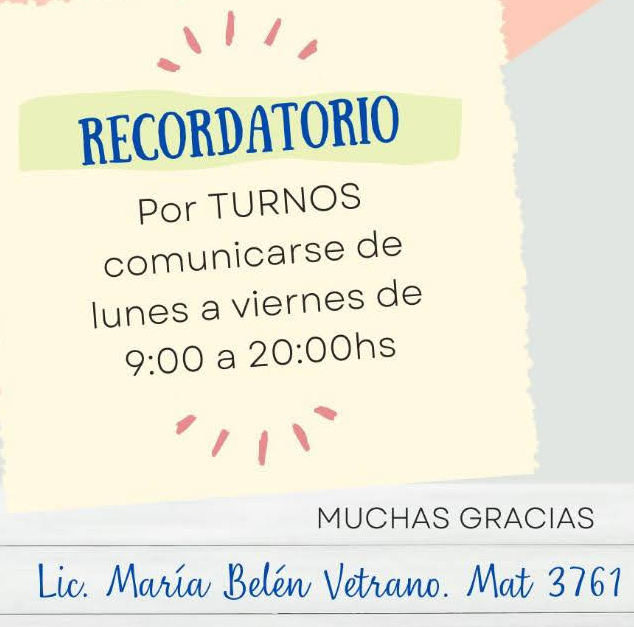 RECORDATORIO
Por TURNOS
comunicarse de
lunes a viernes de
9:00 a 20:00hs
MUCHAS GRACIAS
Lic. María Belén Vetrano. Mat 3761